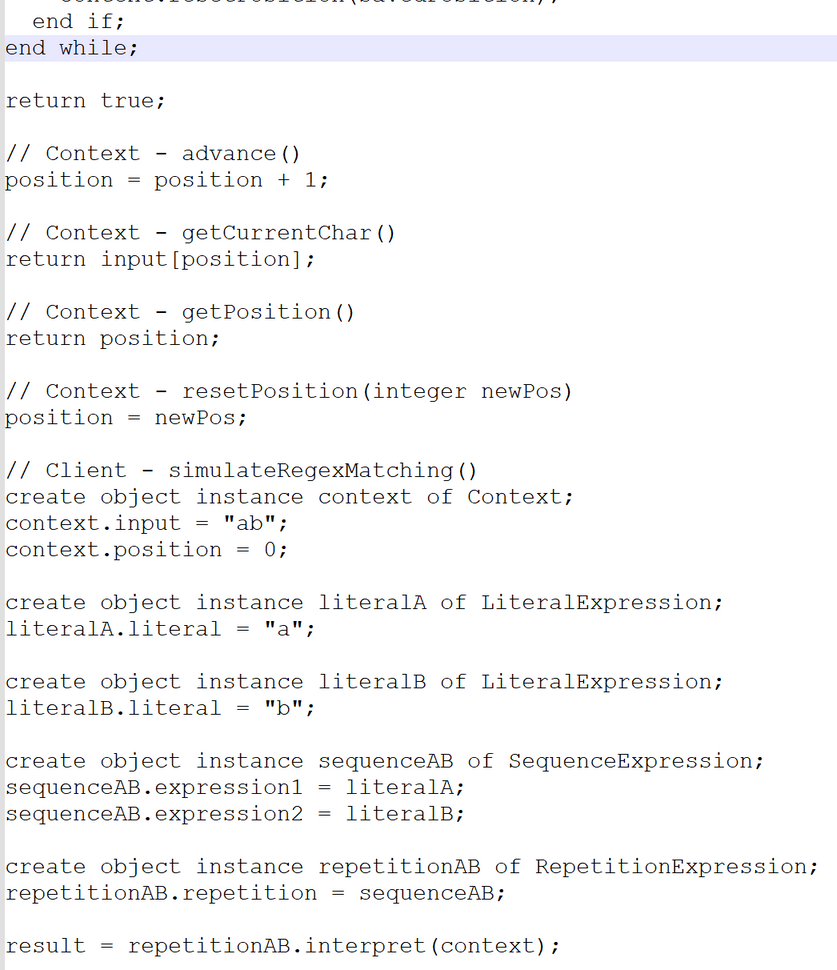 end if;
end while;
return true;
// Context - advance()
position = position + 1;
// Context - getCurrentChar()
return input[position];
// Context - getPosition()
return position;
// Context - resetPosition(integer newPos)
position = newPos;
// Client - simulateRegexMatching()
create object instance context of Context;
context.input = "ab";
context.position = 0;
create object instance literalA of LiteralExpression;
literalA.literal = "a";
create object instance literalB of LiteralExpression;
literalB.literal = "b";
create object instance sequenceAB of SequenceExpression;
sequenceAB.expression1 = literalA;
sequenceAB.expression2 = literalB;
create object instance repetitionAB of RepetitionExpression;
repetitionAB.repetition = sequenceAB;
result = repetitionAB.interpret(context);